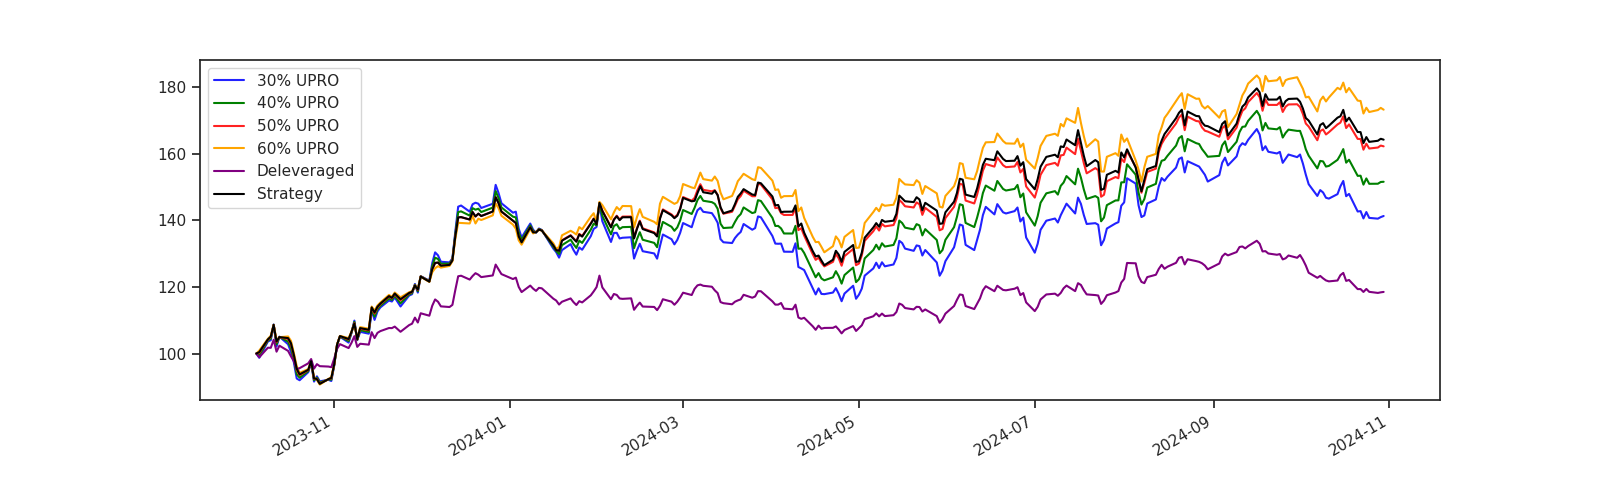 180
160
140
120
100
30% UPRO
40% UPRO
50% UPRO
60% UPRO
Deleveraged
Strategy
2023-11
2024-01
2024-03
2024-05
2024-07
2024-09
2024-11